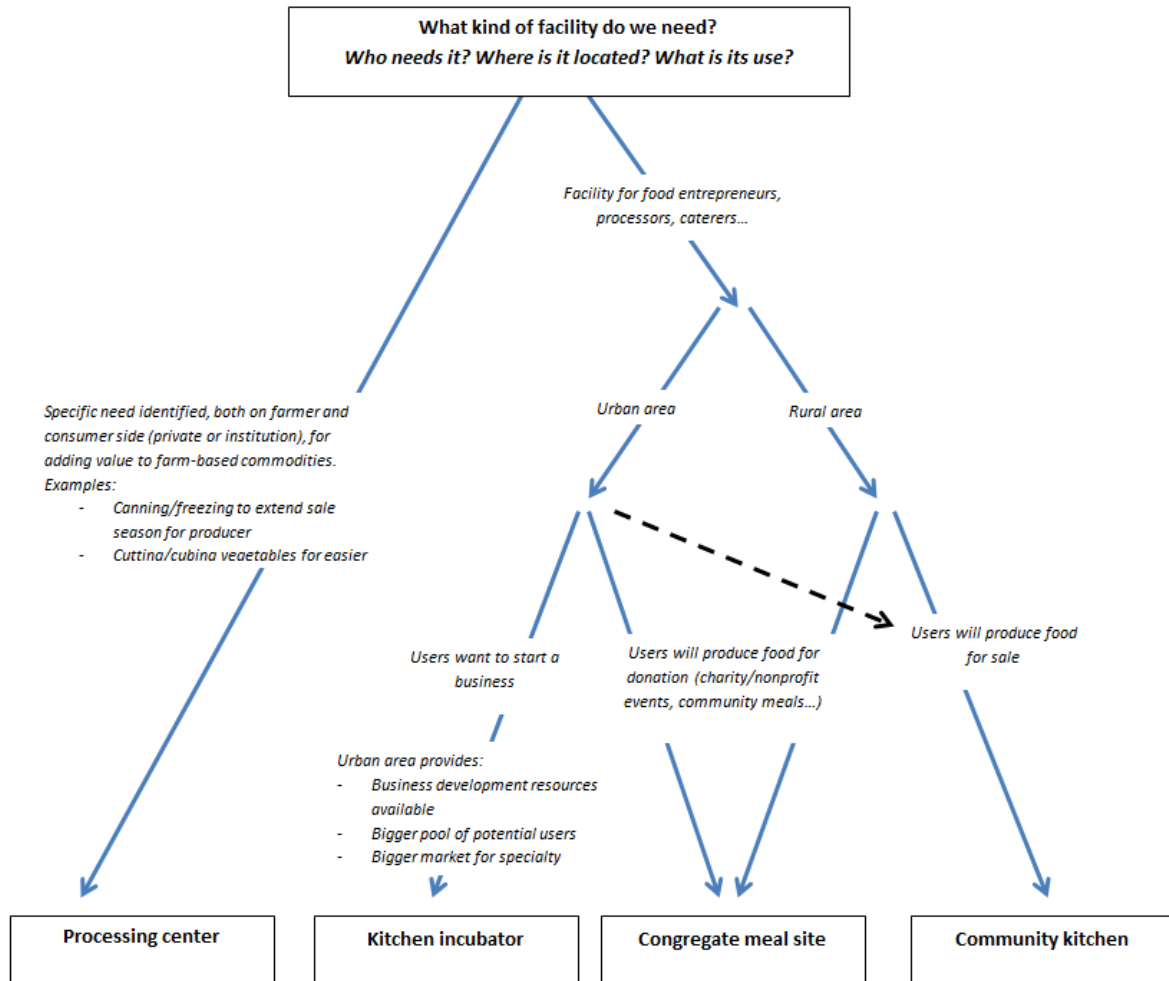 What kind of facility do we need?
Who needs it? Where is it located? What is its use?
Facility for food entrepreneurs,
processors, caterers...
Urban area
Rural area
Specific need identified, both on farmer and
consumer side (private or institution), for
adding value to farm-based commodities.
Examples:
- Canning/freezing to extend sale
season for producer
- Cutting/cubing vegetables for easier
Users want to start a
business
Users will produce food for
donation (charity/nonprofit
events, community meals...)
Users will produce food
for sale
Urban area provides:
- Business development resources
available
- Bigger pool of potential users
- Bigger market for specialty
Processing center
Kitchen incubator
Congregate meal site
Community kitchen